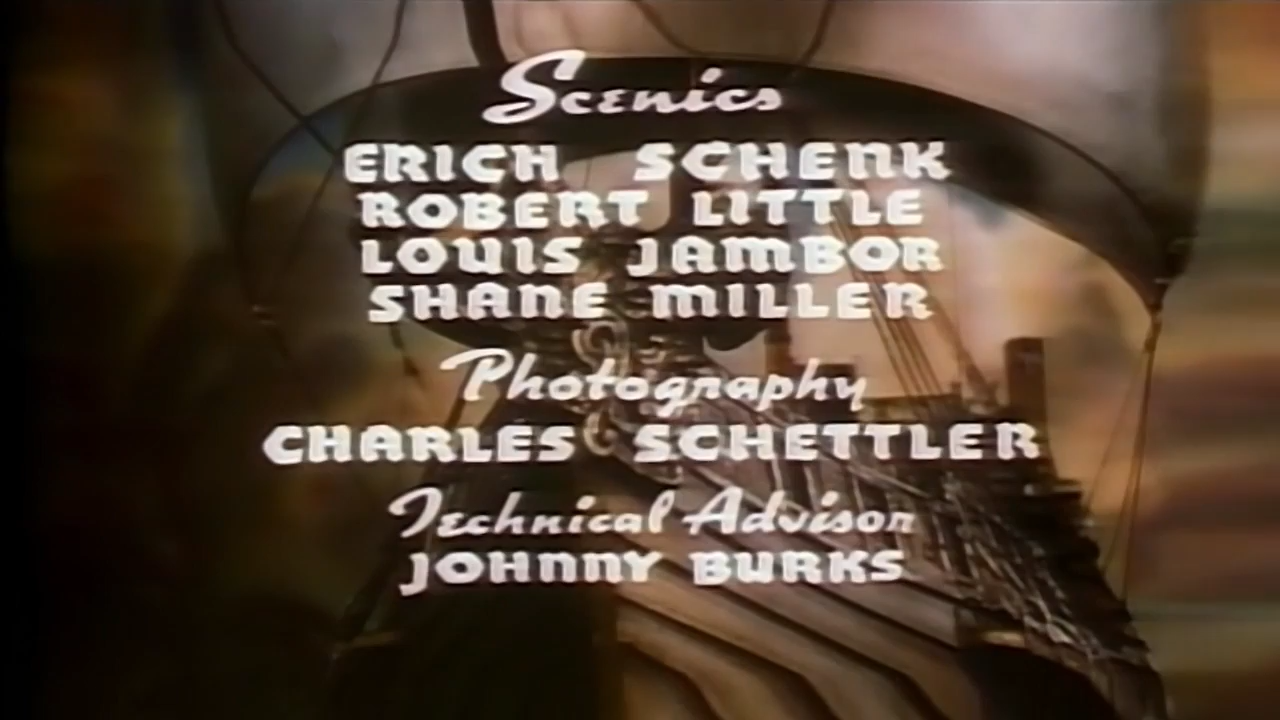 Scenics
ERICH SCHENK
ROBERT LITTLE
LOUIS JAMBOR
SHANE MILLER
Photography
CHARLES SCHETTLER
Technical Advisor
JOHNNY BURKS